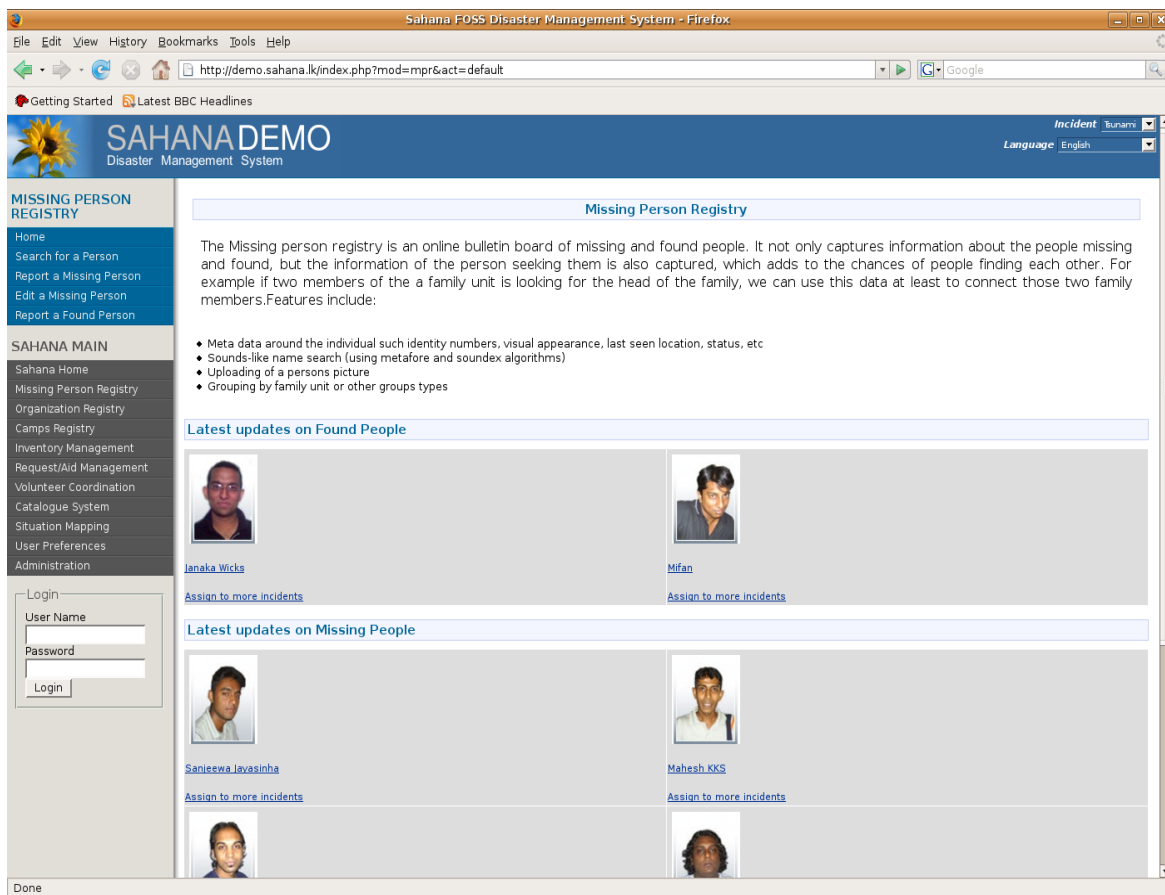 Sahana FOSS Disaster Management System - Firefox
File Edit View History Bookmarks Tools Help
http://demo.sahana.lk/index.php?mod=mpr&act=default
G Google
Getting Started Latest BBC Headlines
SAHANA DEMO
Disaster Management System
Incident Tsunami
Language English
MISSING PERSON
REGISTRY
Home
Search for a Person
Report a Missing Person
Edit a Missing Person
Report a Found Person
SAHANA MAIN
Sahana Home
Missing Person Registry
Organization Registry
Camps Registry
Inventory Management
Request/Aid Management
Volunteer Coordination
Catalogue System
Situation Mapping
User Preferences
Administration
Login
User Name
Password
Login
Missing Person Registry
The Missing person registry is an online bulletin board of missing and found people. It not only captures information about the people missing
and found, but the information of the person seeking them is also captured, which adds to the chances of people finding each other. For
example if two members of the a family unit is looking for the head of the family, we can use this data at least to connect those two family
members.Features include:
Meta data around the individual such identity numbers, visual appearance, last seen location, status, etc
Sounds-like name search (using metafore and soundex algorithms)
Uploading of a persons picture
Grouping by family unit or other groups types
Latest updates on Found People
Janaka Wicks
Mifan
Assign to more incidents
Assign to more incidents
Latest updates on Missing People
Sanjeewa Jayasinha
Mahesh KKS
Assign to more incidents
Assign to more incidents
Done